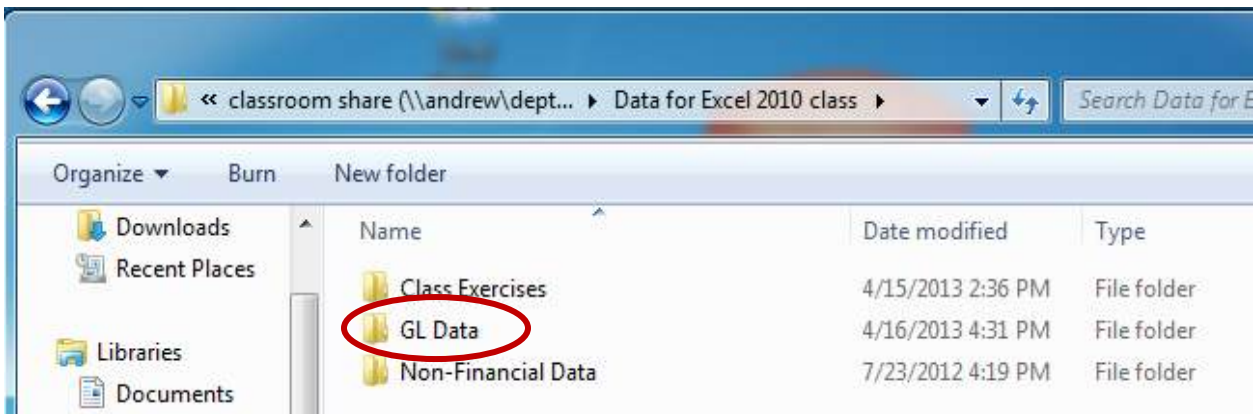 « classroom share (\\andrew\dept... ▸ Data for Excel 2010 class ▸ Search Data for E
Organize ▾ Burn New folder
Downloads
Recent Places
Libraries
Documents
Name Date modified Type
Class Exercises 4/15/2013 2:36 PM File folder
GL Data 4/16/2013 4:31 PM File folder
Non-Financial Data 7/23/2012 4:19 PM File folder